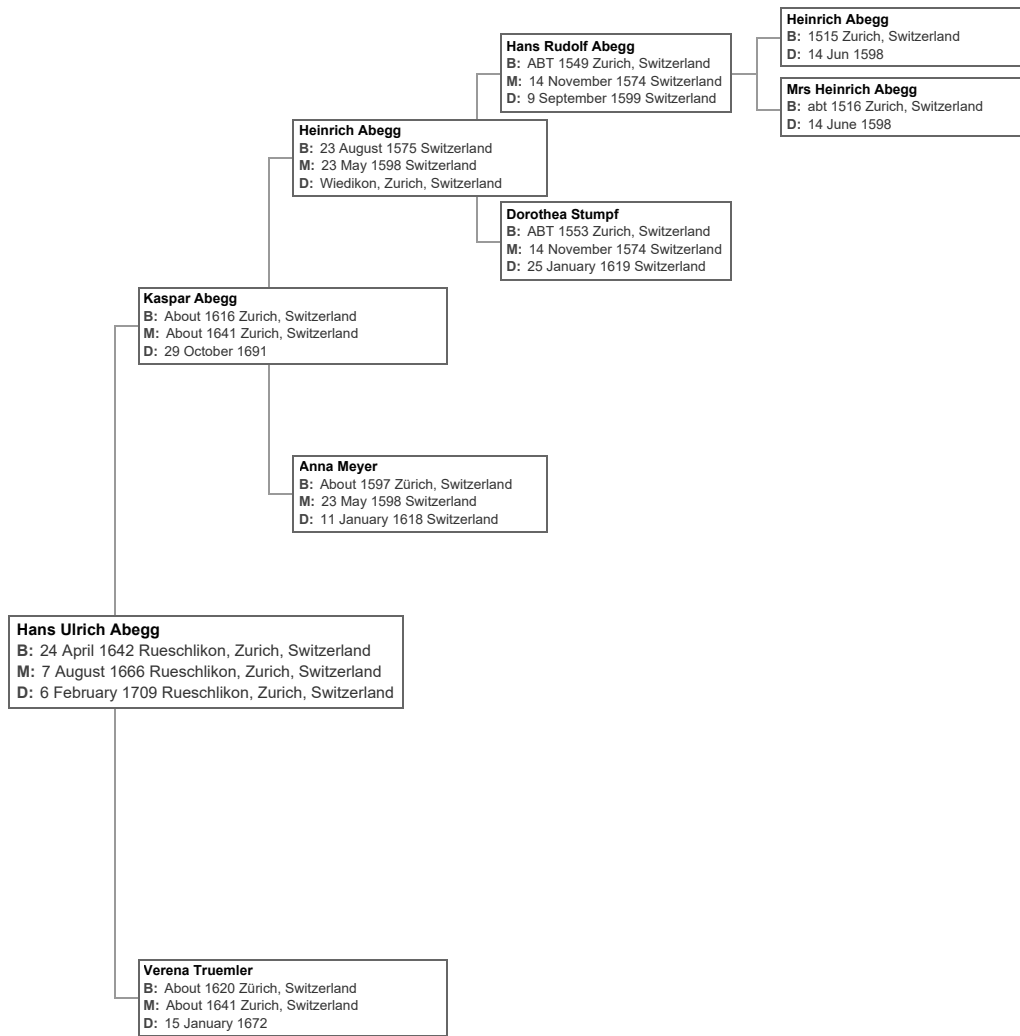 Heinrich Abegg
B: 1515 Zurich, Switzerland
D: 14 Jun 1598
Hans Rudolf Abegg
B: ABT 1549 Zurich, Switzerland
M: 14 November 1574 Switzerland
D: 9 September 1599 Switzerland
Mrs Heinrich Abegg
B: abt 1516 Zurich, Switzerland
D: 14 June 1598
Heinrich Abegg
B: 23 August 1575 Switzerland
M: 23 May 1598 Switzerland
D: Wiedikon, Zurich, Switzerland
Dorothea Stumpf
B: ABT 1553 Zurich, Switzerland
M: 14 November 1574 Switzerland
D: 25 January 1619 Switzerland
Kaspar Abegg
B: About 1616 Zurich, Switzerland
M: About 1641 Zurich, Switzerland
D: 29 October 1691
Anna Meyer
B: About 1597 Zürich, Switzerland
M: 23 May 1598 Switzerland
D: 11 January 1618 Switzerland
Hans Ulrich Abegg
B: 24 April 1642 Rueschlikon, Zurich, Switzerland
M: 7 August 1666 Rueschlikon, Zurich, Switzerland
D: 6 February 1709 Rueschlikon, Zurich, Switzerland
Verena Truemler
B: About 1620 Zürich, Switzerland
M: About 1641 Zurich, Switzerland
D: 15 January 1672